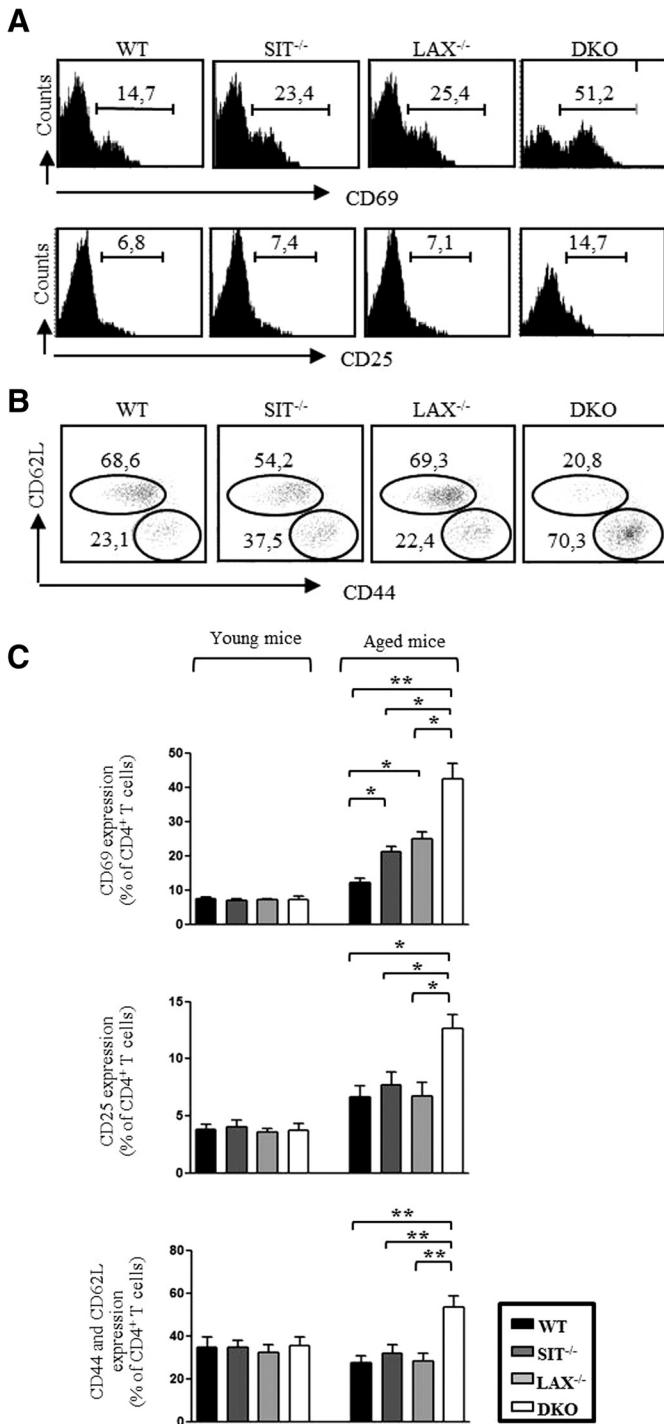 A
WT SIT-/- LAX-/- DKO
Counts
14,7 23,4 25,4 51,2
CD69
Counts
6,8 7,4 7,1 14,7
CD25
B
WT SIT-/- LAX-/- DKO
CD62L
68,6 54,2 69,3 20,8
23,1 37,5 22,4 70,3
CD44
C
Young mice Aged mice
** 
*
*
*
*
*
CD69 expression
(% of CD4+ T cells)
50
40
30
20
10
0
*
*
*
CD25 expression
(% of CD4+ T cells)
15
10
5
0
**
**
**
CD44 and CD62L
expression
(% of CD4+ T cells)
80
60
40
20
0
WT
SIT-/-
LAX-/-
DKO